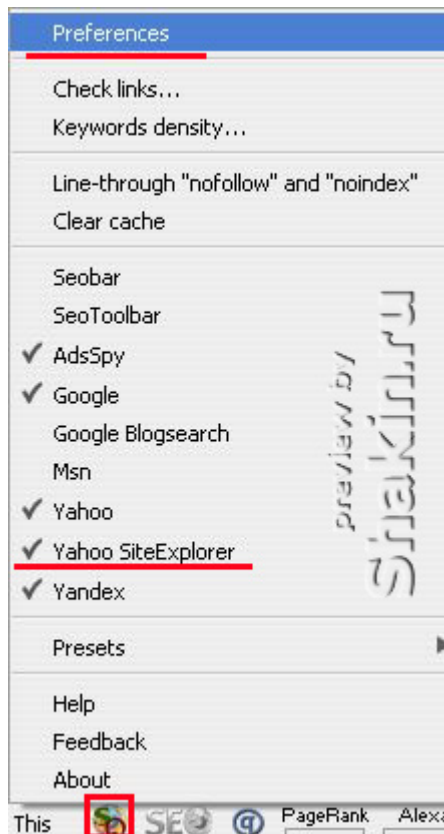 Preferences
Check links...
Keywords density...
Line-through "nofollow" and "noindex"
Clear cache
Seobar
SeoToolbar
AdsSpy
Google
Google Blogsearch
Msn
Yahoo
Yahoo SiteExplorer
Yandex
Presets
Help
Feedback
About
preview by
Shakin.ru
This
SEO
PageRank